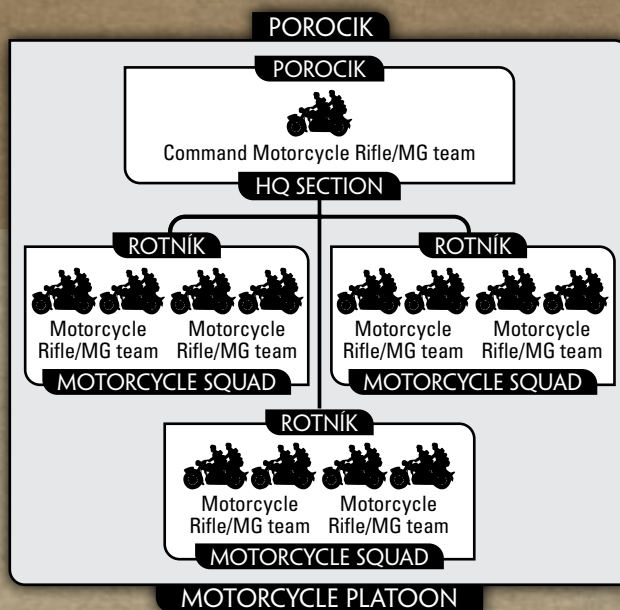 POROCIK
POROCIK
Command Motorcycle Rifle/MG team
HQ SECTION
ROTNÍK
Motorcycle Rifle/MG team
Motorcycle Rifle/MG team
MOTORCYCLE SQUAD
ROTNÍK
Motorcycle Rifle/MG team
Motorcycle Rifle/MG team
MOTORCYCLE SQUAD
ROTNÍK
Motorcycle Rifle/MG team
Motorcycle Rifle/MG team
MOTORCYCLE SQUAD
MOTORCYCLE PLATOON